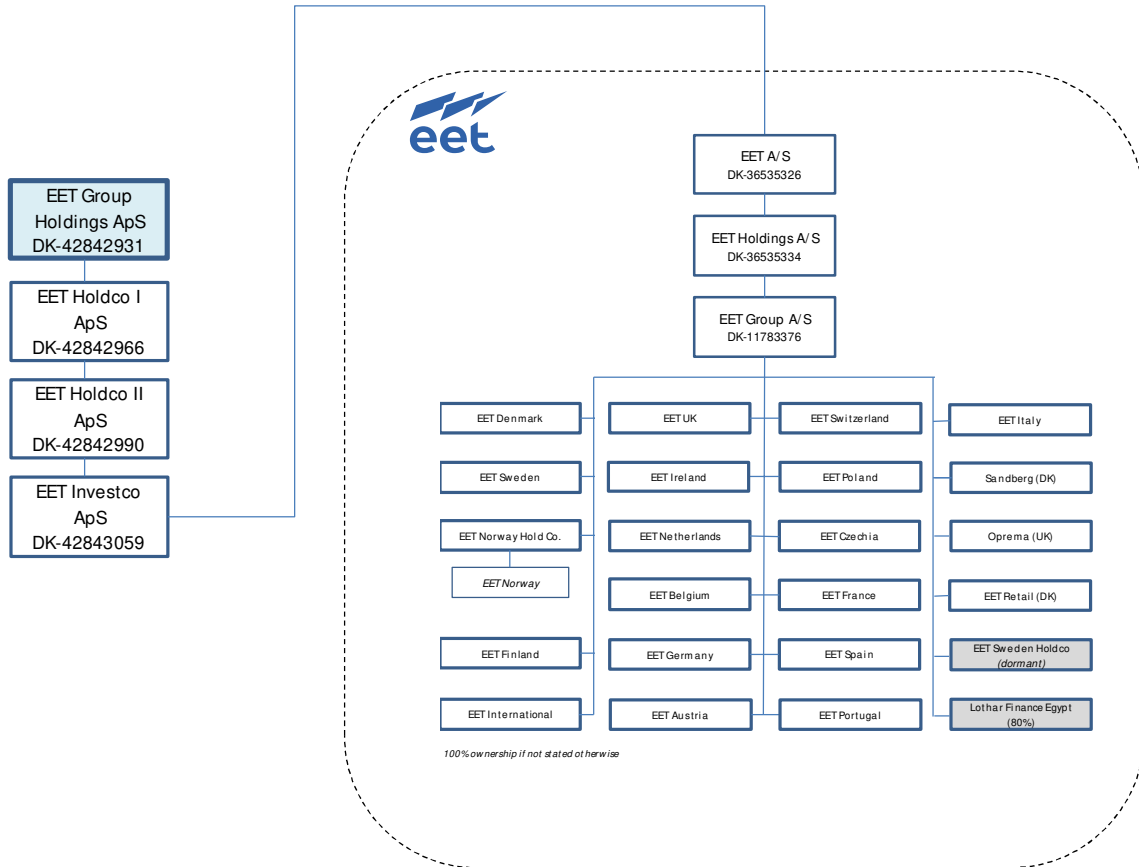 eet
EET A/S
DK-36535326
EET Holdings A/S
DK-36535334
EET Group A/S
DK-11783376
EET Group
Holdings ApS
DK-42842931
EET Holdco I
ApS
DK-42842966
EET Holdco II
ApS
DK-42842990
EET Investco
ApS
DK-42843059
EET Denmark
EET UK
EET Switzerland
EET Italy
EET Sweden
EET Ireland
EET Poland
Sandberg (DK)
EET Norway Hold Co.
EET Netherlands
EET Czechia
Oprema (UK)
EET Norway
EET Belgium
EET France
EET Retail (DK)
EET Finland
EET Germany
EET Spain
EET Sweden Holdco
(dormant)
EET International
EET Austria
EET Portugal
Lothar Finance Egypt
(80%)
100% ownership if not stated otherwise